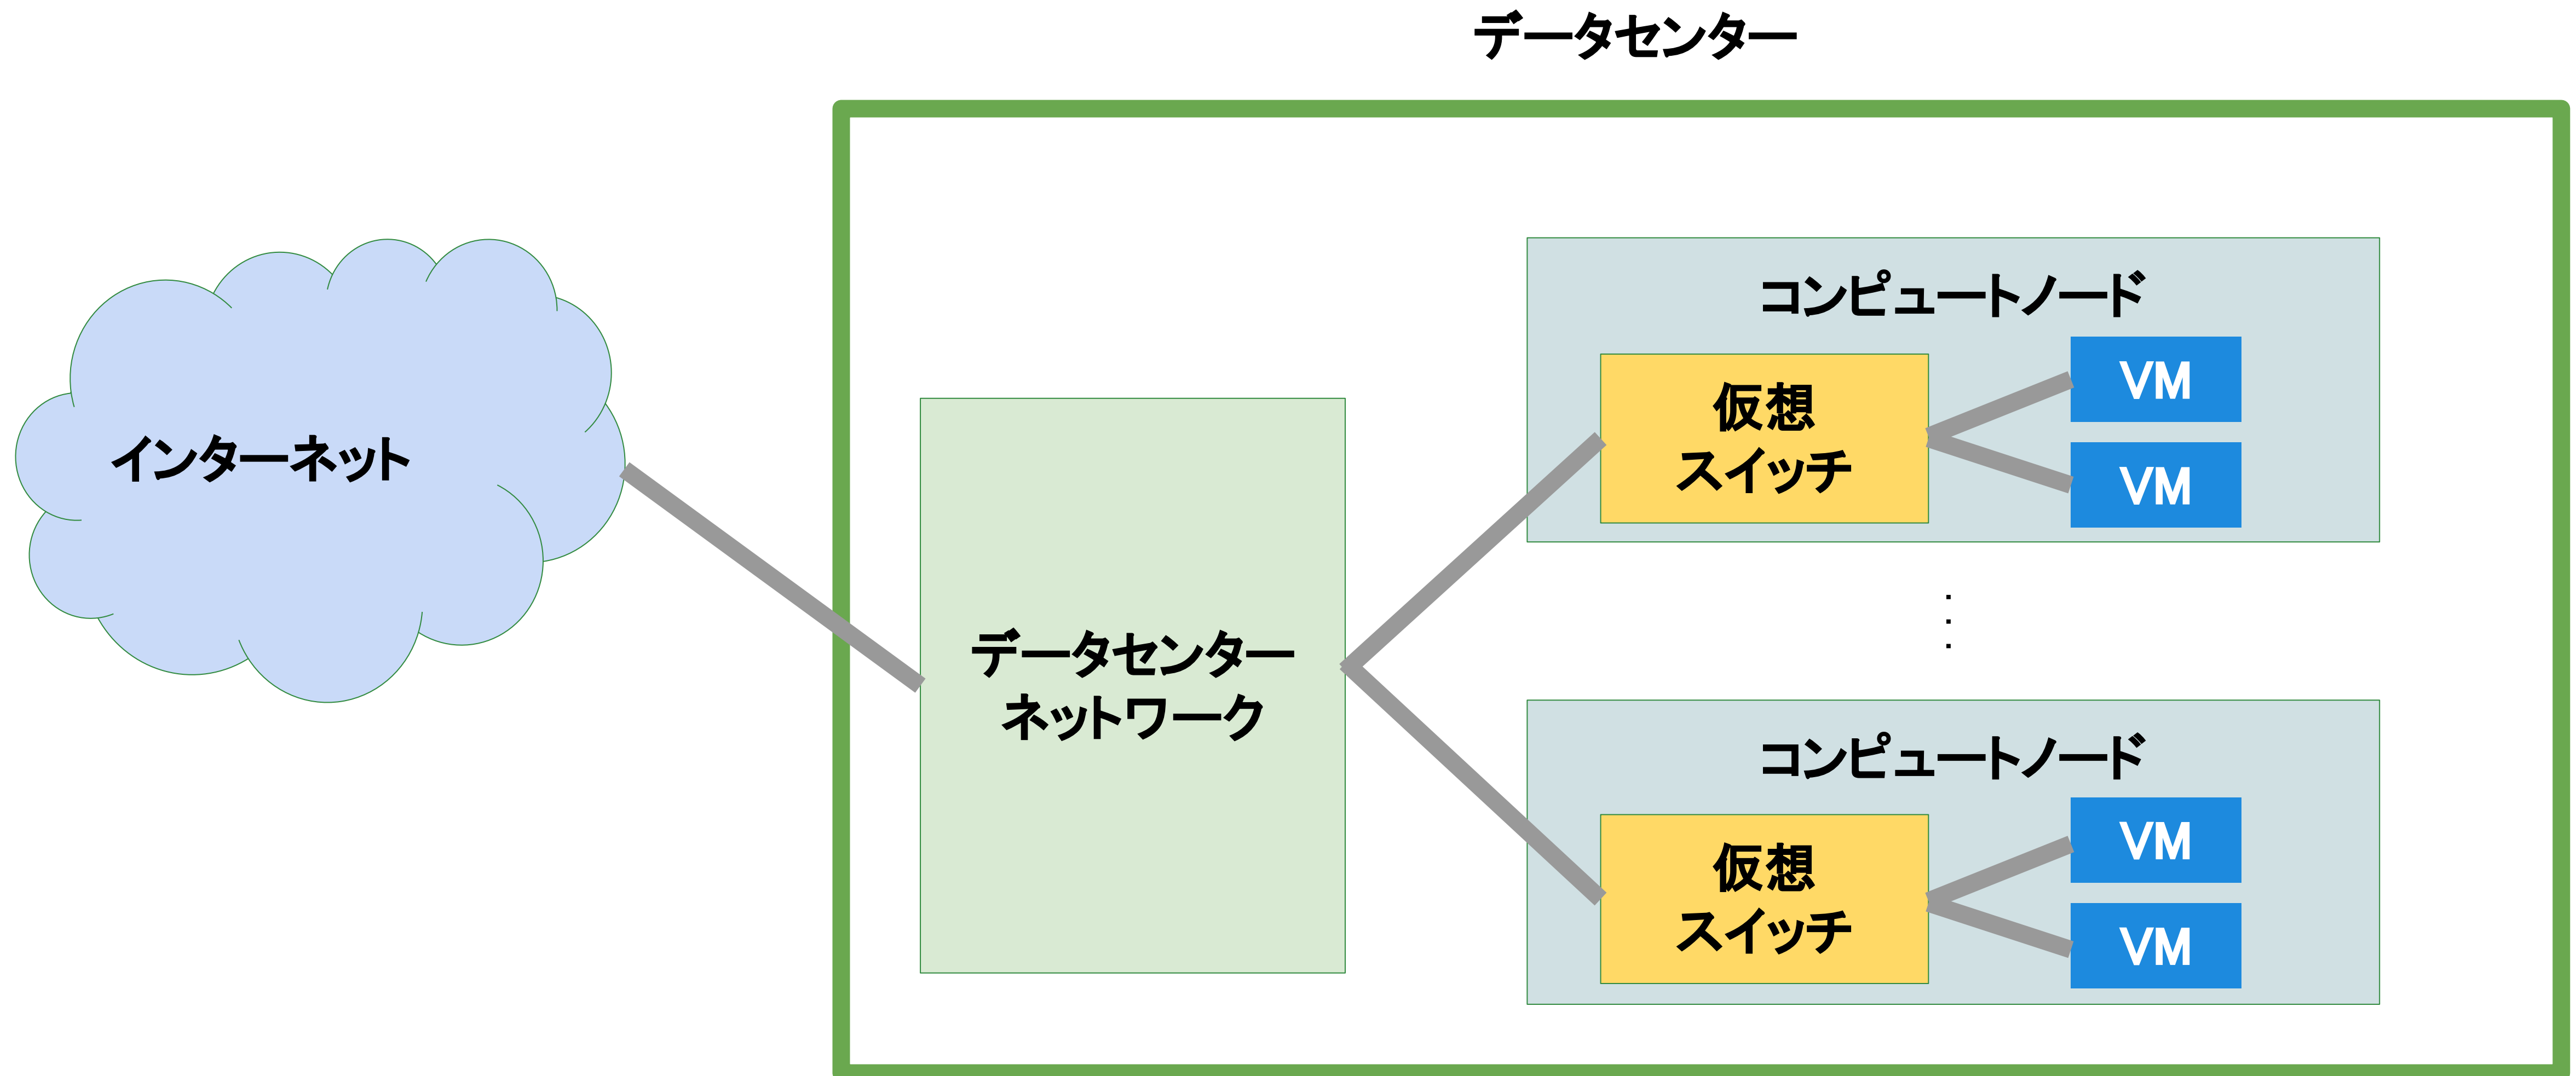 データセンター
インターネット
データセンター
ネットワーク
コンピュートノード
仮想
スイッチ
VM
VM
コンピュートノード
仮想
スイッチ
VM
VM